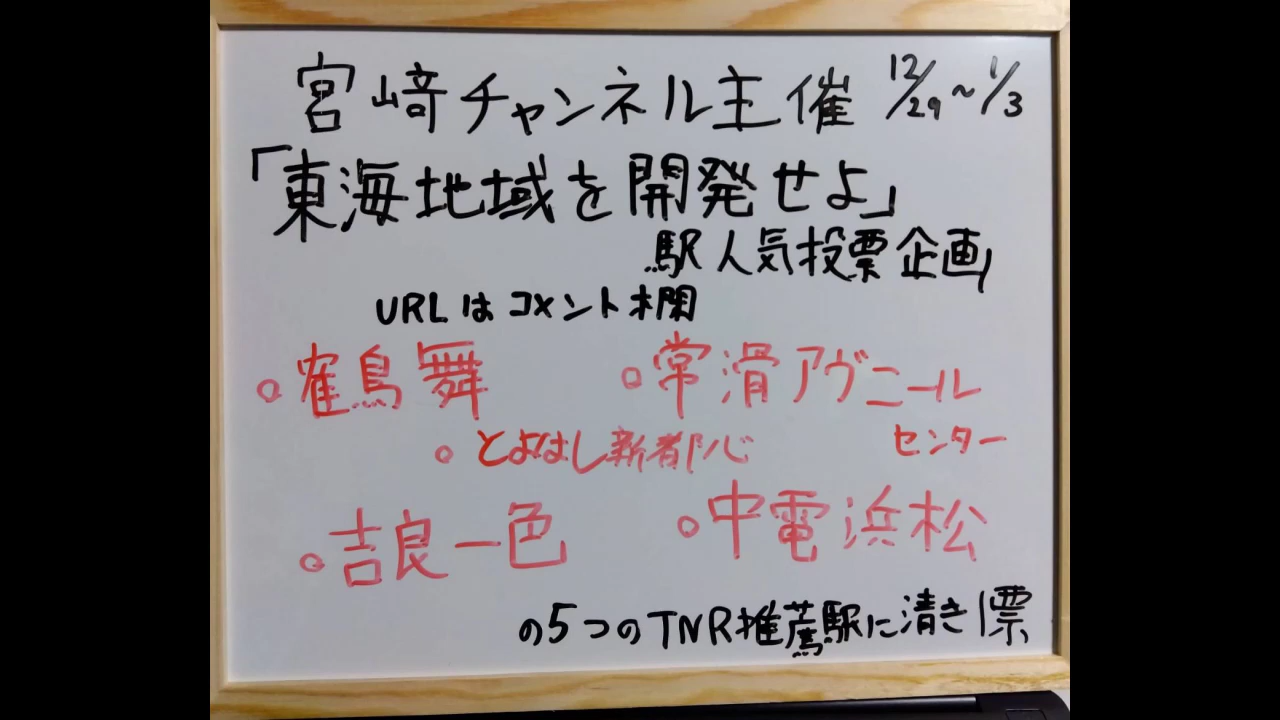 宮﨑チャンネル主催 12/29~1/3
「東海地域を開発せよ」
駅人気投票企画
URLはコメント欄
。鶴舞 。常滑アヴニール
センター
。とよはし新都心
。吉良一色 。中電浜松
の5つのTNR推薦駅に清き1票